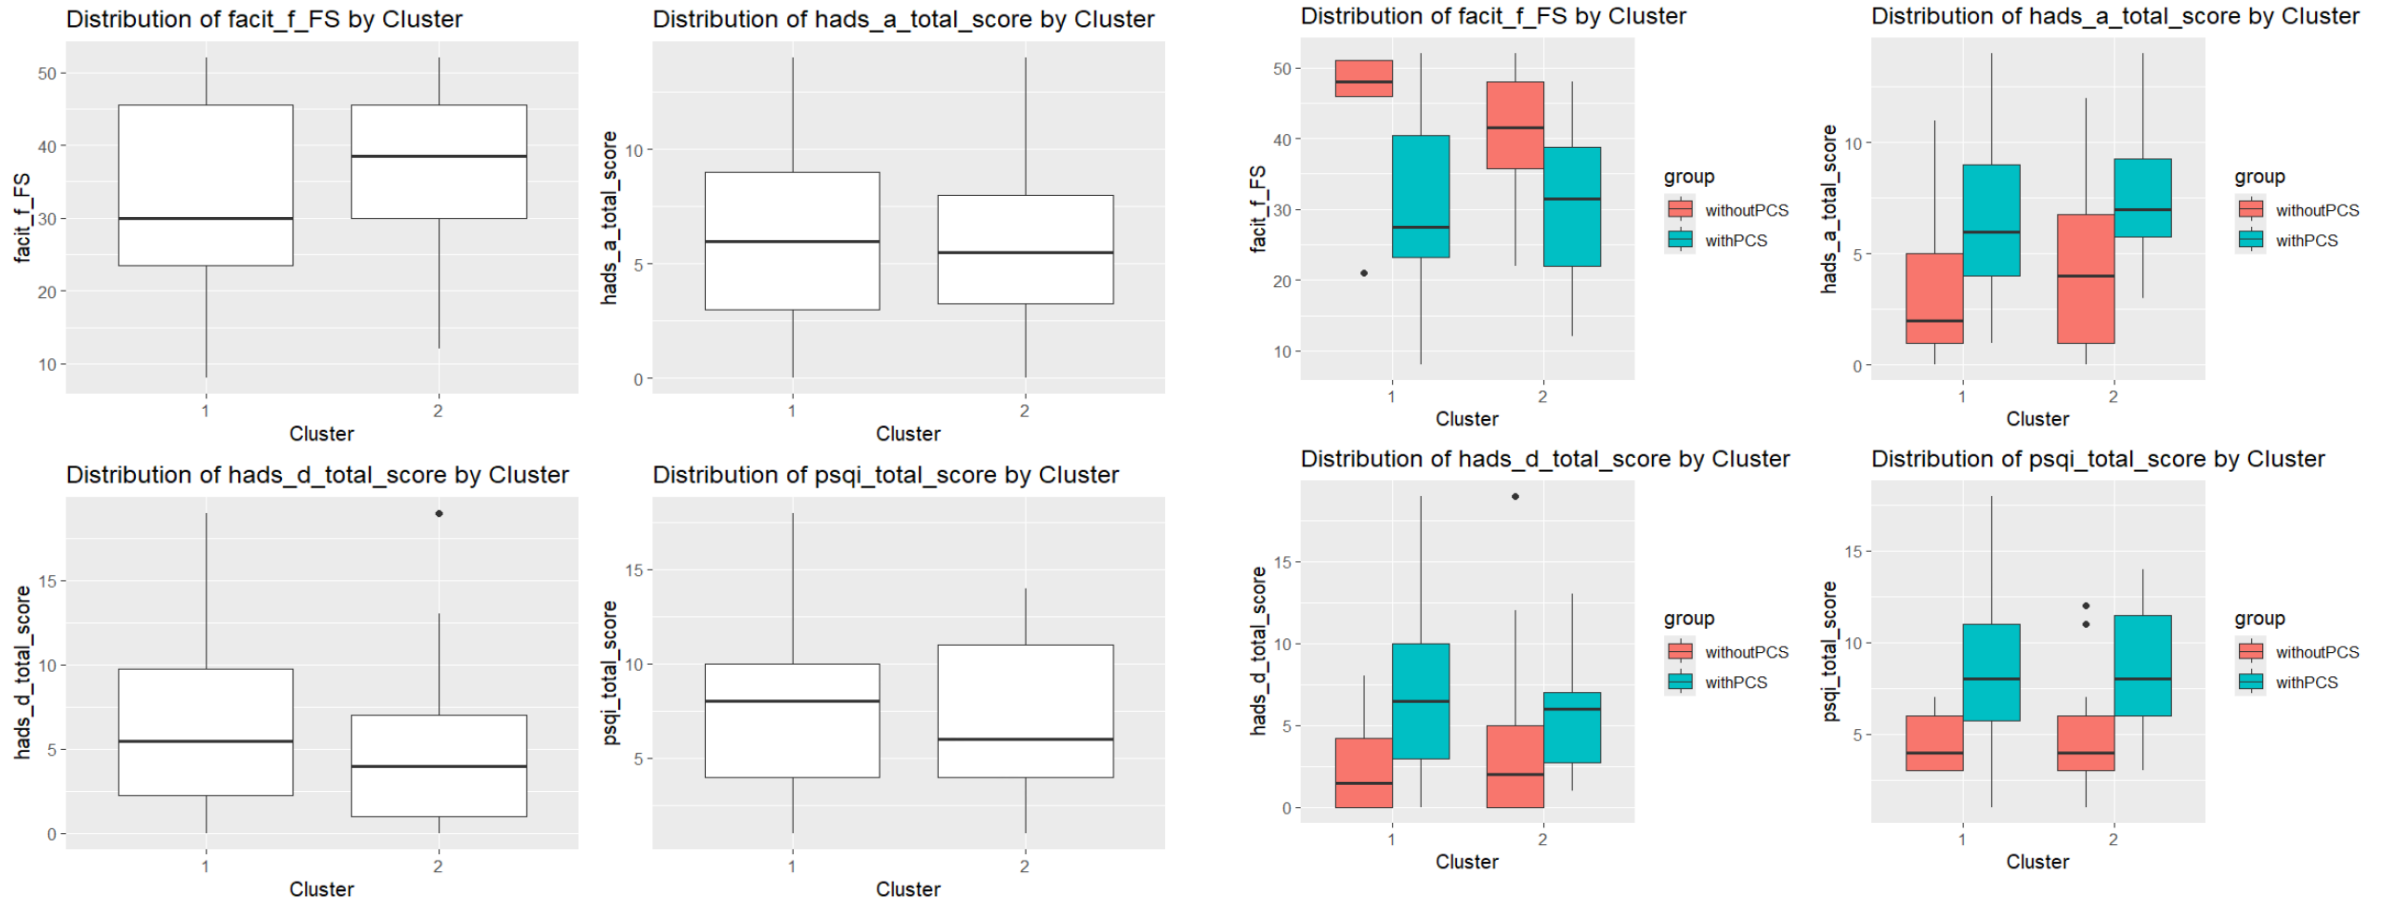 Distribution of facit_f_FS by Cluster
facit_f_FS
50
40
30
20
10
1
2
Cluster
Distribution of hads_a_total_score by Cluster
hads_a_total_score
10
5
0
1
2
Cluster
Distribution of facit_f_FS by Cluster
facit_f_FS
50
40
30
20
10
1
2
Cluster
group
withoutPCS
withPCS
Distribution of hads_a_total_score by Cluster
hads_a_total_score
10
5
0
1
2
Cluster
group
withoutPCS
withPCS
Distribution of hads_d_total_score by Cluster
hads_d_total_score
15
10
5
0
1
2
Cluster
Distribution of psqi_total_score by Cluster
psqi_total_score
15
10
5
1
2
Cluster
Distribution of hads_d_total_score by Cluster
hads_d_total_score
15
10
5
0
1
2
Cluster
group
withoutPCS
withPCS
Distribution of psqi_total_score by Cluster
psqi_total_score
15
10
5
1
2
Cluster
group
withoutPCS
withPCS